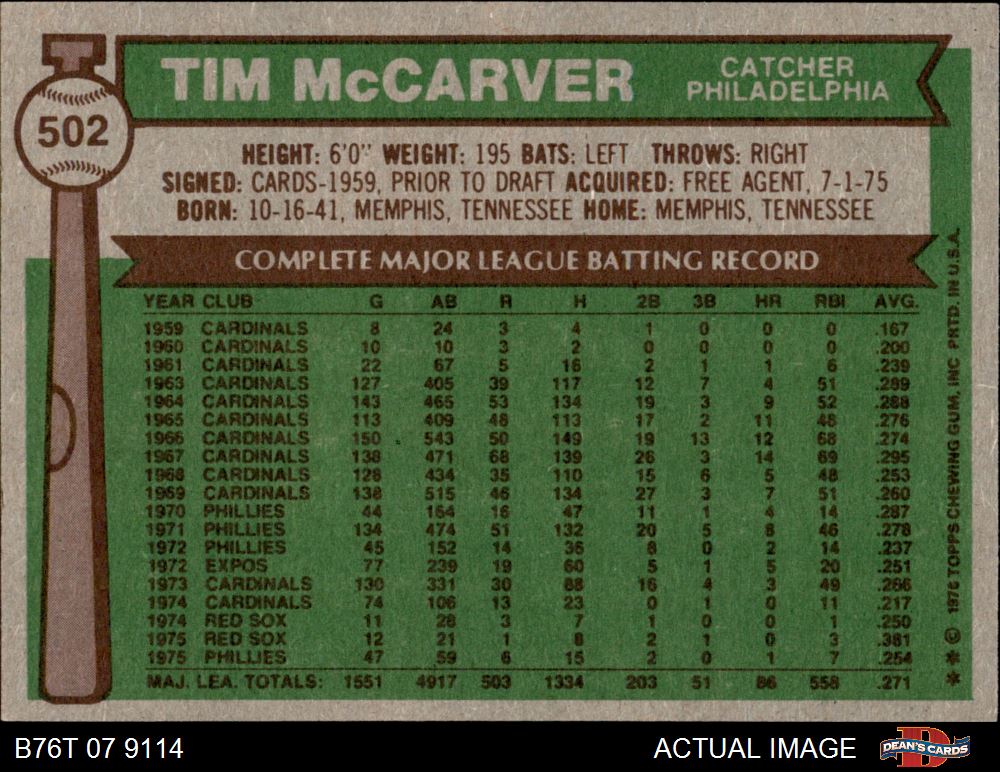 TIM McCARVER
CATCHER
PHILADELPHIA
502
HEIGHT: 6'0" WEIGHT: 195 BATS: LEFT THROWS: RIGHT
SIGNED: CARDS-1959, PRIOR TO DRAFT ACQUIRED: FREE AGENT, 7-1-75
BORN: 10-16-41, MEMPHIS, TENNESSEE HOME: MEMPHIS, TENNESSEE
COMPLETE MAJOR LEAGUE BATTING RECORD
YEAR CLUB G AB R H 2B 3B HR RBI AVG.
1959 CARDINALS 8 24 3 4 1 0 0 0 .167
1960 CARDINALS 10 10 3 2 0 0 0 0 .200
1961 CARDINALS 22 67 5 16 2 1 1 6 .239
1963 CARDINALS 127 405 39 117 12 7 4 51 .289
1964 CARDINALS 143 465 53 134 19 3 9 52 .288
1965 CARDINALS 113 409 48 113 17 2 11 48 .276
1966 CARDINALS 150 543 50 149 19 13 12 68 .274
1967 CARDINALS 138 471 68 139 26 3 14 69 .295
1968 CARDINALS 128 434 35 110 15 6 5 48 .253
1969 CARDINALS 138 515 46 134 27 3 7 51 .260
1970 PHILLIES 44 164 16 47 11 1 4 14 .287
1971 PHILLIES 134 474 51 132 20 5 8 46 .278
1972 PHILLIES 45 152 14 36 8 0 2 14 .237
1972 EXPOS 77 239 19 60 5 1 5 20 .251
1973 CARDINALS 130 331 30 88 16 4 3 49 .266
1974 CARDINALS 74 106 13 23 0 1 0 11 .217
1974 RED SOX 11 28 3 7 1 0 0 1 .250
1975 RED SOX 12 21 1 8 2 1 0 3 .381
1975 PHILLIES 47 59 6 15 2 0 1 7 .254
MAJ. LEA. TOTALS: 1551 4917 503 1334 203 51 86 558 .271
** © 1976 TOPPS CHEWING GUM, INC PRTD. IN U.S.A.
B76T 07 9114
ACTUAL IMAGE
DEAN'S CARDS